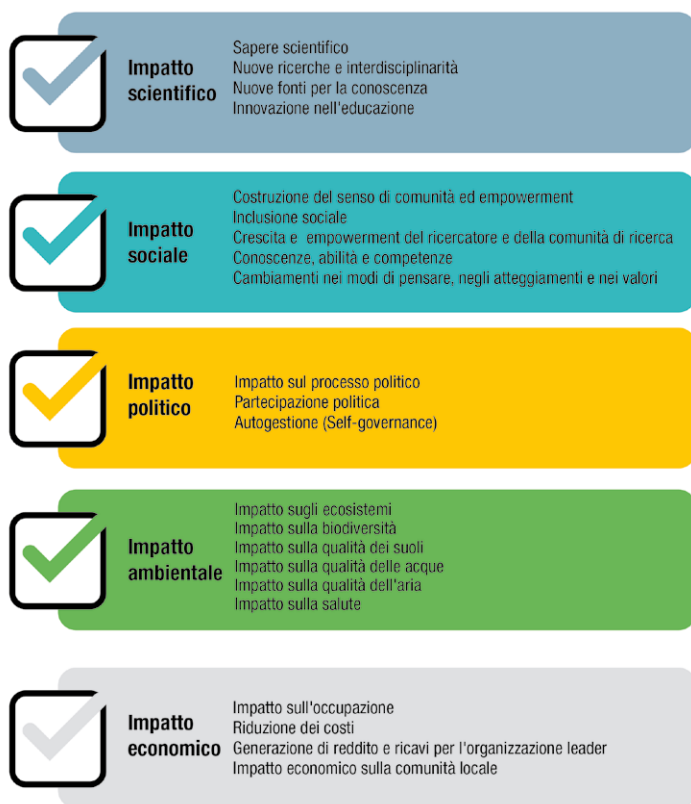 Impatto
scientifico
Sapere scientifico
Nuove ricerche e interdisciplinarità
Nuove fonti per la conoscenza
Innovazione nell'educazione
Impatto
sociale
Costruzione del senso di comunità ed empowerment
Inclusione sociale
Crescita e empowerment del ricercatore e della comunità di ricerca
Conoscenze, abilità e competenze
Cambiamenti nei modi di pensare, negli atteggiamenti e nei valori
Impatto
politico
Impatto sul processo politico
Partecipazione politica
Autogestione (Self-governance)
Impatto
ambientale
Impatto sugli ecosistemi
Impatto sulla biodiversità
Impatto sulla qualità dei suoli
Impatto sulla qualità delle acque
Impatto sulla qualità dell'aria
Impatto sulla salute
Impatto
economico
Impatto sull'occupazione
Riduzione dei costi
Generazione di reddito e ricavi per l'organizzazione leader
Impatto economico sulla comunità locale